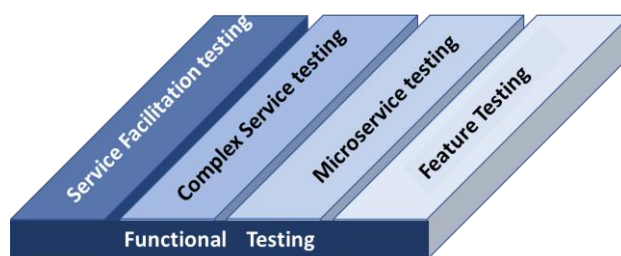 Service Facilitation testing
Complex Service testing
Microservice testing
Feature Testing
Functional Testing